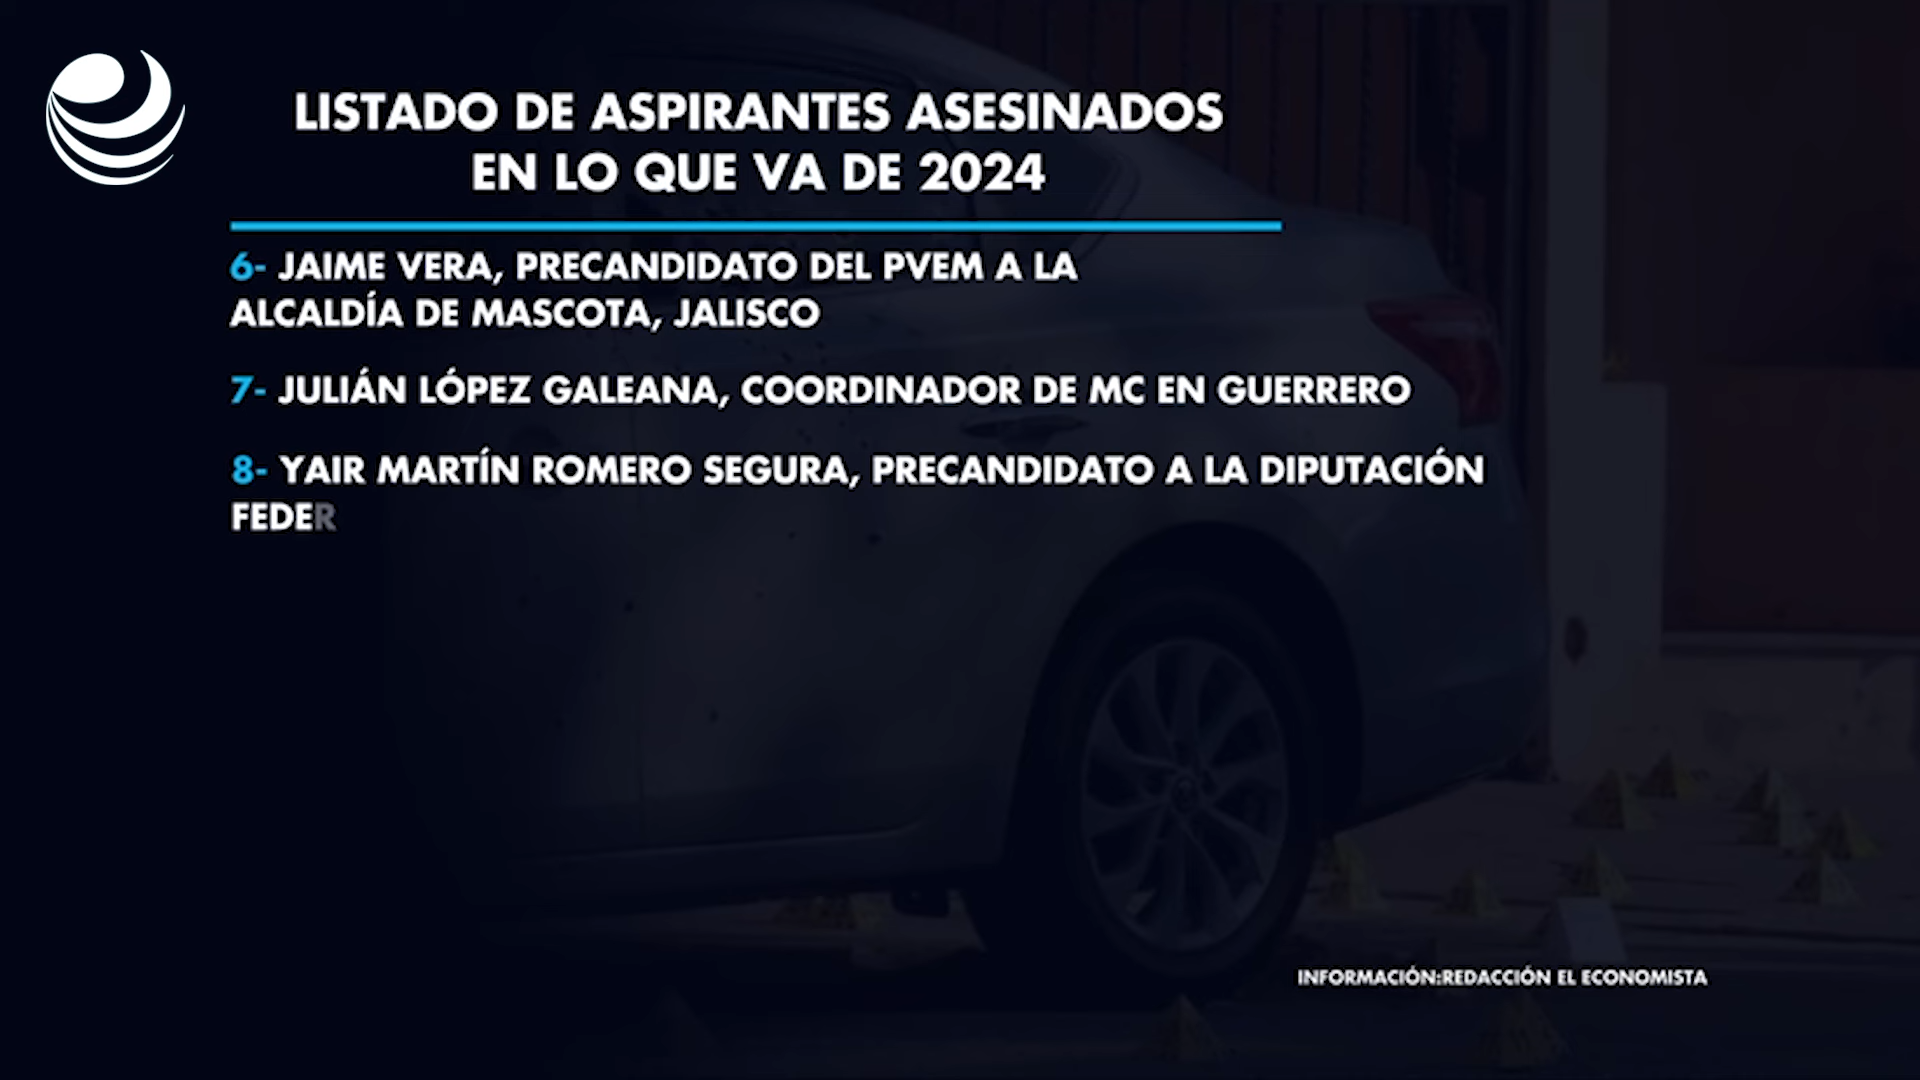 LISTADO DE ASPIRANTES ASESINADOS
EN LO QUE VA DE 2024
6- JAIME VERA, PRECANDIDATO DEL PVEM A LA
ALCALDÍA DE MASCOTA, JALISCO
7- JULIÁN LÓPEZ GALEANA, COORDINADOR DE MC EN GUERRERO
8- YAIR MARTÍN ROMERO SEGURA, PRECANDIDATO A LA DIPUTACIÓN
FEDER
INFORMACIÓN:REDACCIÓN EL ECONOMISTA